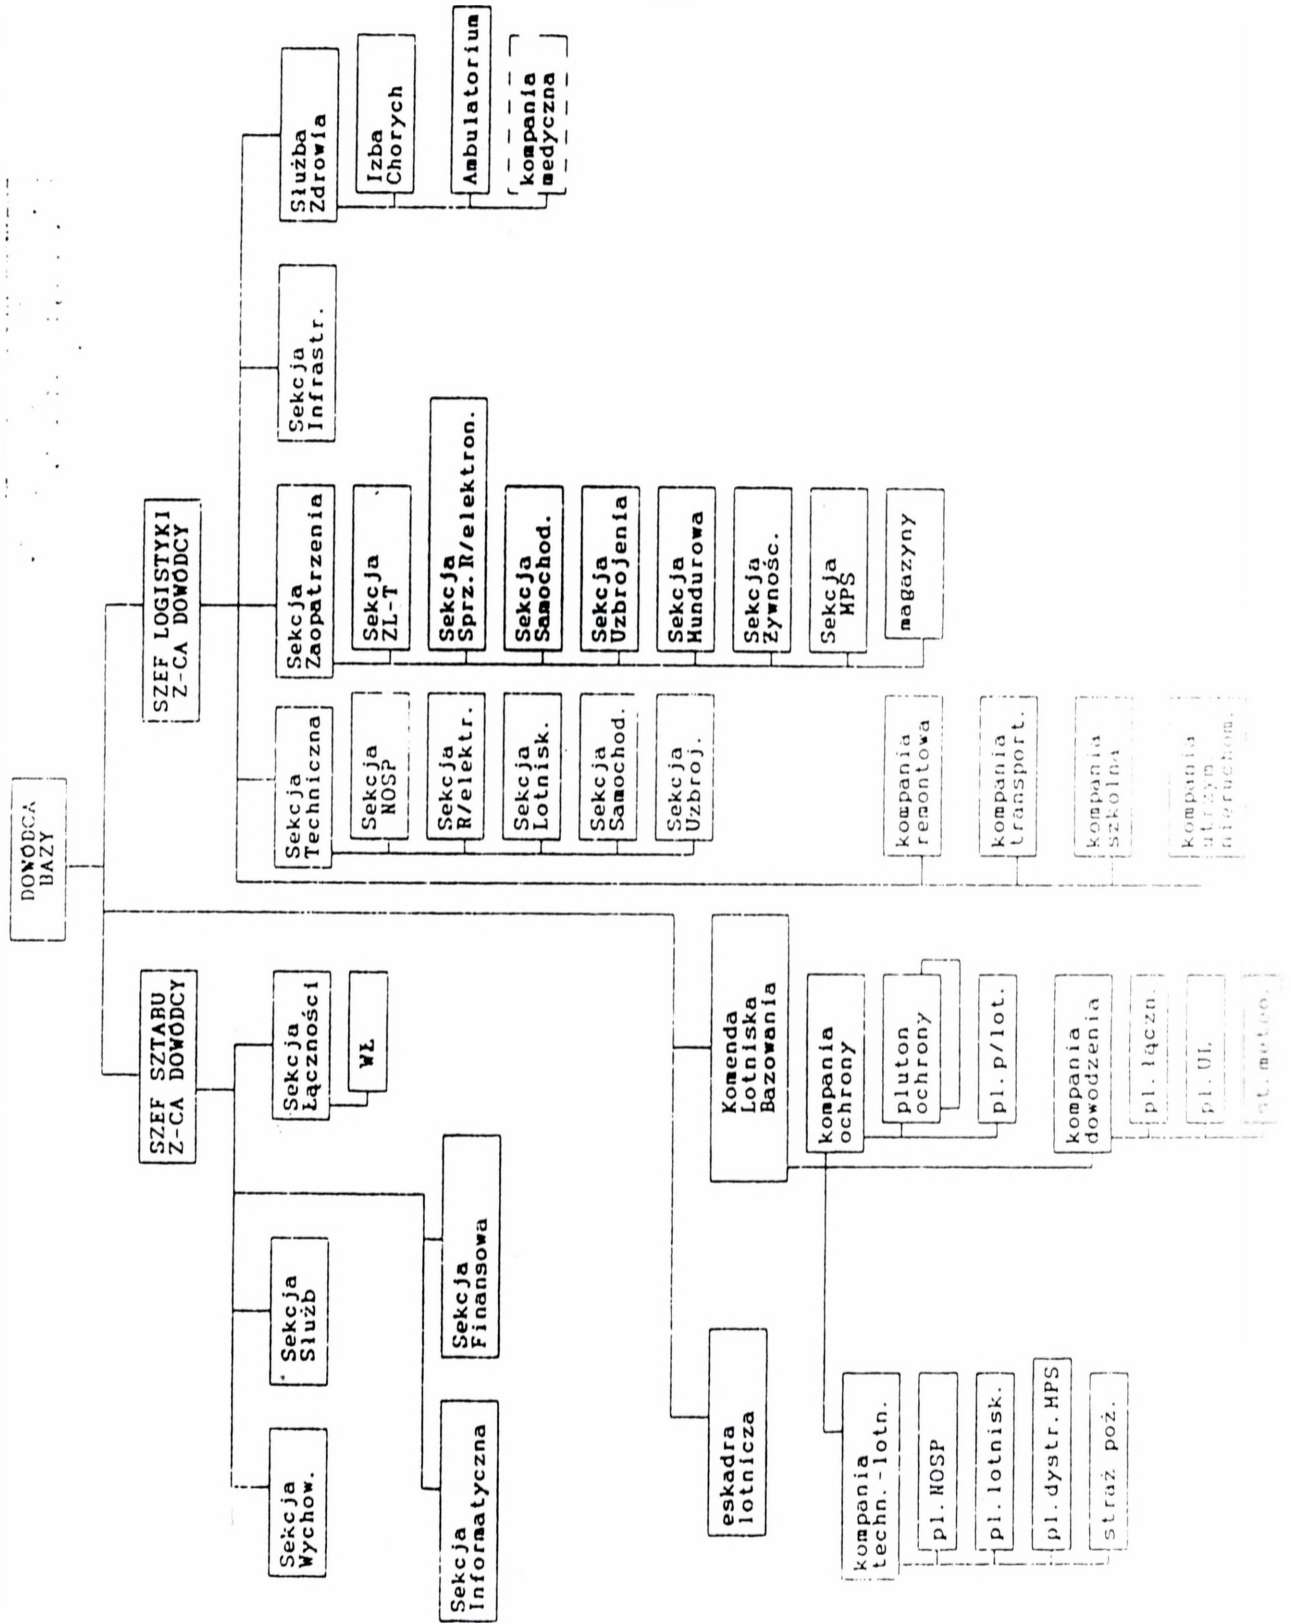 DOWÓDCA
BAZY
SZEF SZTABU
Z-CA DOWÓDCY
SZEF LOGISTYKI
Z-CA DOWÓDCY
Sekcja
Wychow.
Sekcja
Służb
Sekcja
Łączności
WŁ
Sekcja
Informatyczna
Sekcja
Finansowa
Sekcja
Techniczna
Sekcja
NOSP
Sekcja
R/elektr.
Sekcja
Lotnisk.
Sekcja
Samochod.
Sekcja
Uzbroj.
Sekcja
Zaopatrzenia
Sekcja
ZL-T
Sekcja
Sprz.R/elektron.
Sekcja
Samochod.
Sekcja
Uzbrojenia
Sekcja
Mundurowa
Sekcja
Żywnośc.
Sekcja
MPS
magazyny
Sekcja
Infrastr.
Służba
Zdrowia
Izba
Chorych
Ambulatorium
kompania
medyczna
kompania
remontowa
kompania
transport.
kompania
szkolna
kompania
utrzym
nieruchom.
eskadra
lotnicza
Komenda
Lotniska
Bazowania
kompania
techn.-lotn.
pl.NOSP
pl.lotnisk.
pl.dystr.MPS
straż poż.
kompania
ochrony
pluton
ochrony
pl.p/lot.
kompania
dowodzenia
pl.łączn.
pl.UL
st.meteo.